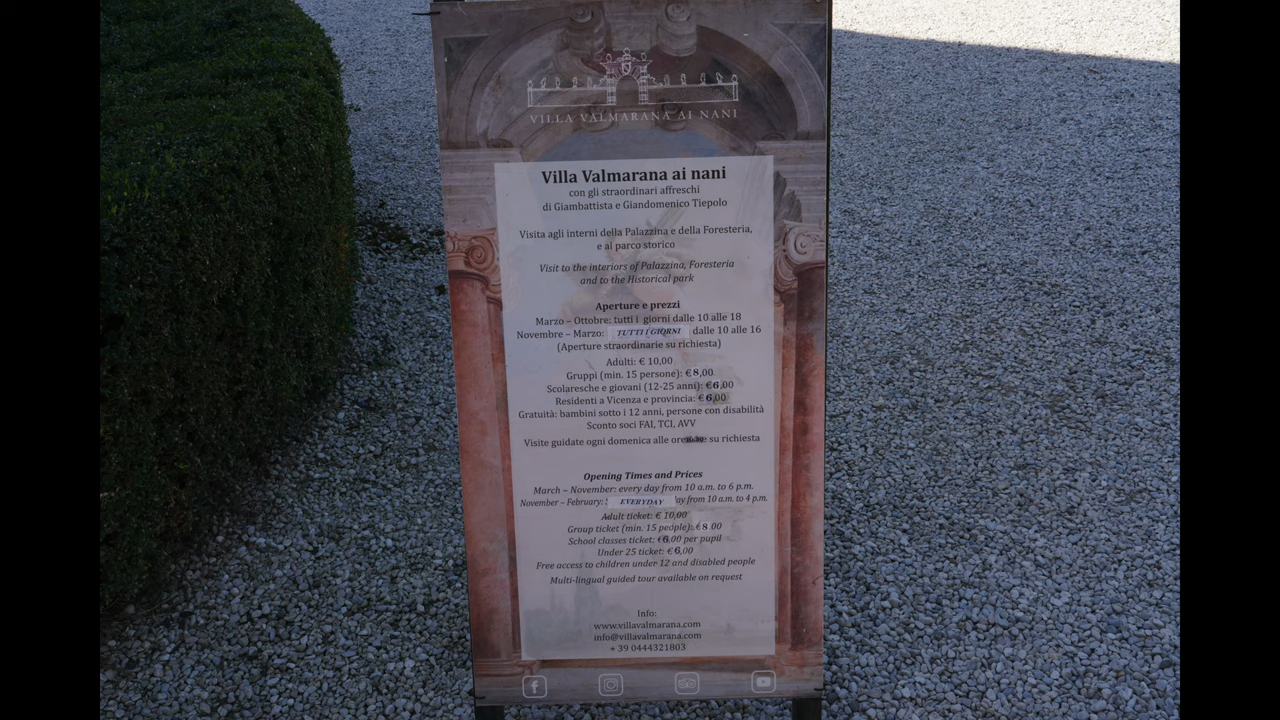 VILLA VALMARANA AI NANI
Villa Valmarana ai nani
con gli straordinari affreschi
di Giambattista e Giandomenico Tiepolo
Visita agli interni della Palazzina e della Foresteria,
e al parco storico
Visit to the interiors of Palazzina, Foresteria
and to the Historical park
Aperture e prezzi
Marzo – Ottobre: tutti i giorni dalle 10 alle 18
Novembre – Marzo: TUTTI I GIORNI dalle 10 alle 16
(Aperture straordinarie su richiesta)
Adulti: € 10,00
Gruppi (min. 15 persone): € 8,00
Scolaresche e giovani (12-25 anni): € 6,00
Residenti a Vicenza e provincia: € 6,00
Gratuità: bambini sotto i 12 anni, persone con disabilità
Sconto soci FAI, TCI, AVV
Visite guidate ogni domenica alle ore e su richiesta
Opening Times and Prices
March – November: every day from 10 a.m. to 6 p.m.
November – February: EVERYDAY ay from 10 a.m. to 4 p.m.
Adult ticket: € 10,00
Group ticket (min. 15 people): € 8 00
School classes ticket: € 6,00 per pupil
Under 25 ticket: € 6,00
Free access to children under 12 and disabled people
Multi-lingual guided tour available on request
Info:
www.villavalmarana.com
info@villavalmarana.com
+ 39 0444321803